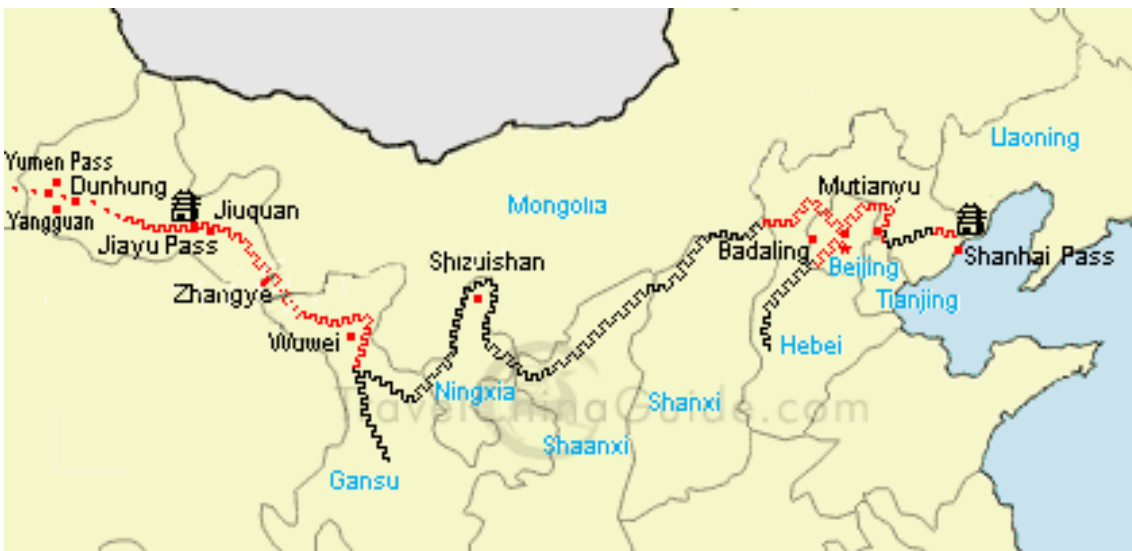 Llaoning
Yumen Pass
Dunhung
Mutianyu
Mongolia
Jiuquan
Yangguan
Jiayu Pass
Badaling
Shanhai Pass
Shizuishan
Beijing
Zhangye
Tianjing
Wuwei
Hebei
Ningxia
Shanxi
TravelChinaGuide.com
Shaanxi
Gansu